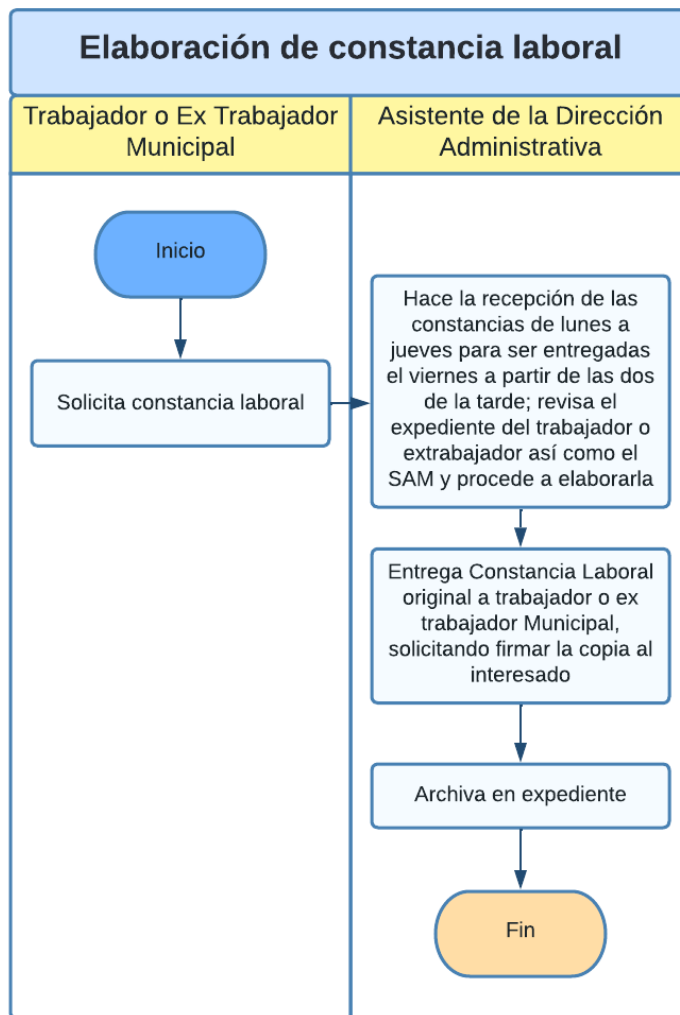 Elaboración de constancia laboral
Trabajador o Ex Trabajador
Municipal
Asistente de la Dirección
Administrativa
Inicio
Solicita constancia laboral
Hace la recepción de las
constancias de lunes a
jueves para ser entregadas
el viernes a partir de las dos
de la tarde; revisa el
expediente del trabajador o
extrabajador así como el
SAM y procede a elaborarla
Entrega Constancia Laboral
original a trabajador o ex
trabajador Municipal,
solicitando firmar la copia al
interesado
Archiva en expediente
Fin